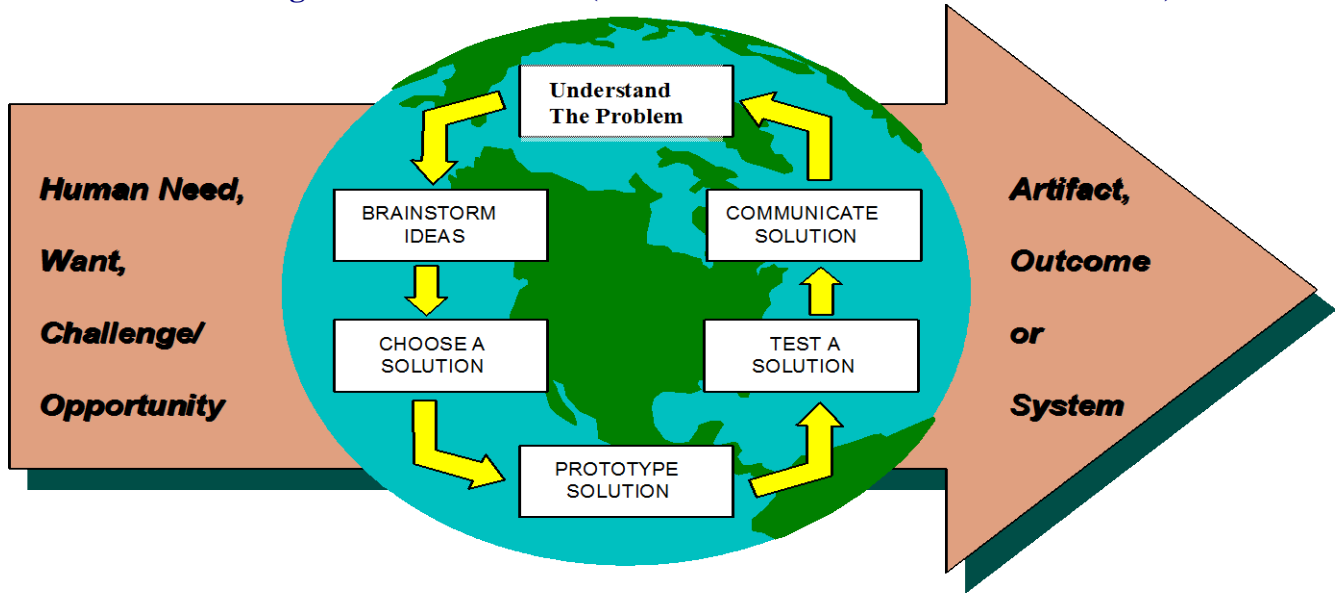 Human Need,
Want,
Challenge/
Opportunity
Understand
The Problem
BRAINSTORM
IDEAS
CHOOSE A
SOLUTION
PROTOTYPE
SOLUTION
TEST A
SOLUTION
COMMUNICATE
SOLUTION
Artifact,
Outcome
or
System